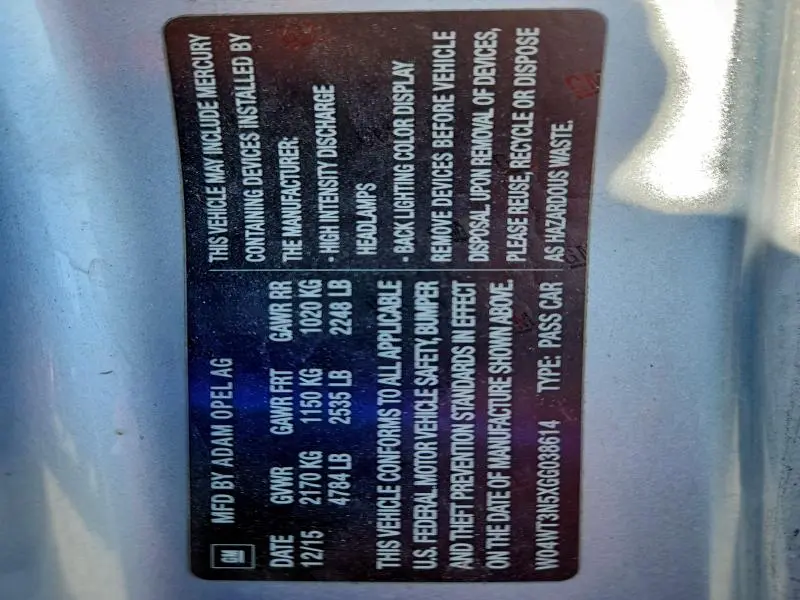 GM
MFD BY ADAM OPEL AG
DATE GVWR GAWR FRT GAWR RR
12/15 2170 KG 1150 KG 1020 KG
4784 LB 2535 LB 2248 LB
THIS VEHICLE CONFORMS TO ALL APPLICABLE
U.S. FEDERAL MOTOR VEHICLE SAFETY, BUMPER
AND THEFT PREVENTION STANDARDS IN EFFECT
ON THE DATE OF MANUFACTURE SHOWN ABOVE.
W04WT3N5XGG038614 TYPE: PASS CAR
THIS VEHICLE MAY INCLUDE MERCURY
CONTAINING DEVICES INSTALLED BY
THE MANUFACTURER:
• HIGH INTENSITY DISCHARGE
HEADLAMPS
• BACK LIGHTING COLOR DISPLAY
REMOVE DEVICES BEFORE VEHICLE
DISPOSAL UPON REMOVAL OF DEVICES,
PLEASE REUSE, RECYCLE OR DISPOSE
AS HAZARDOUS WASTE.